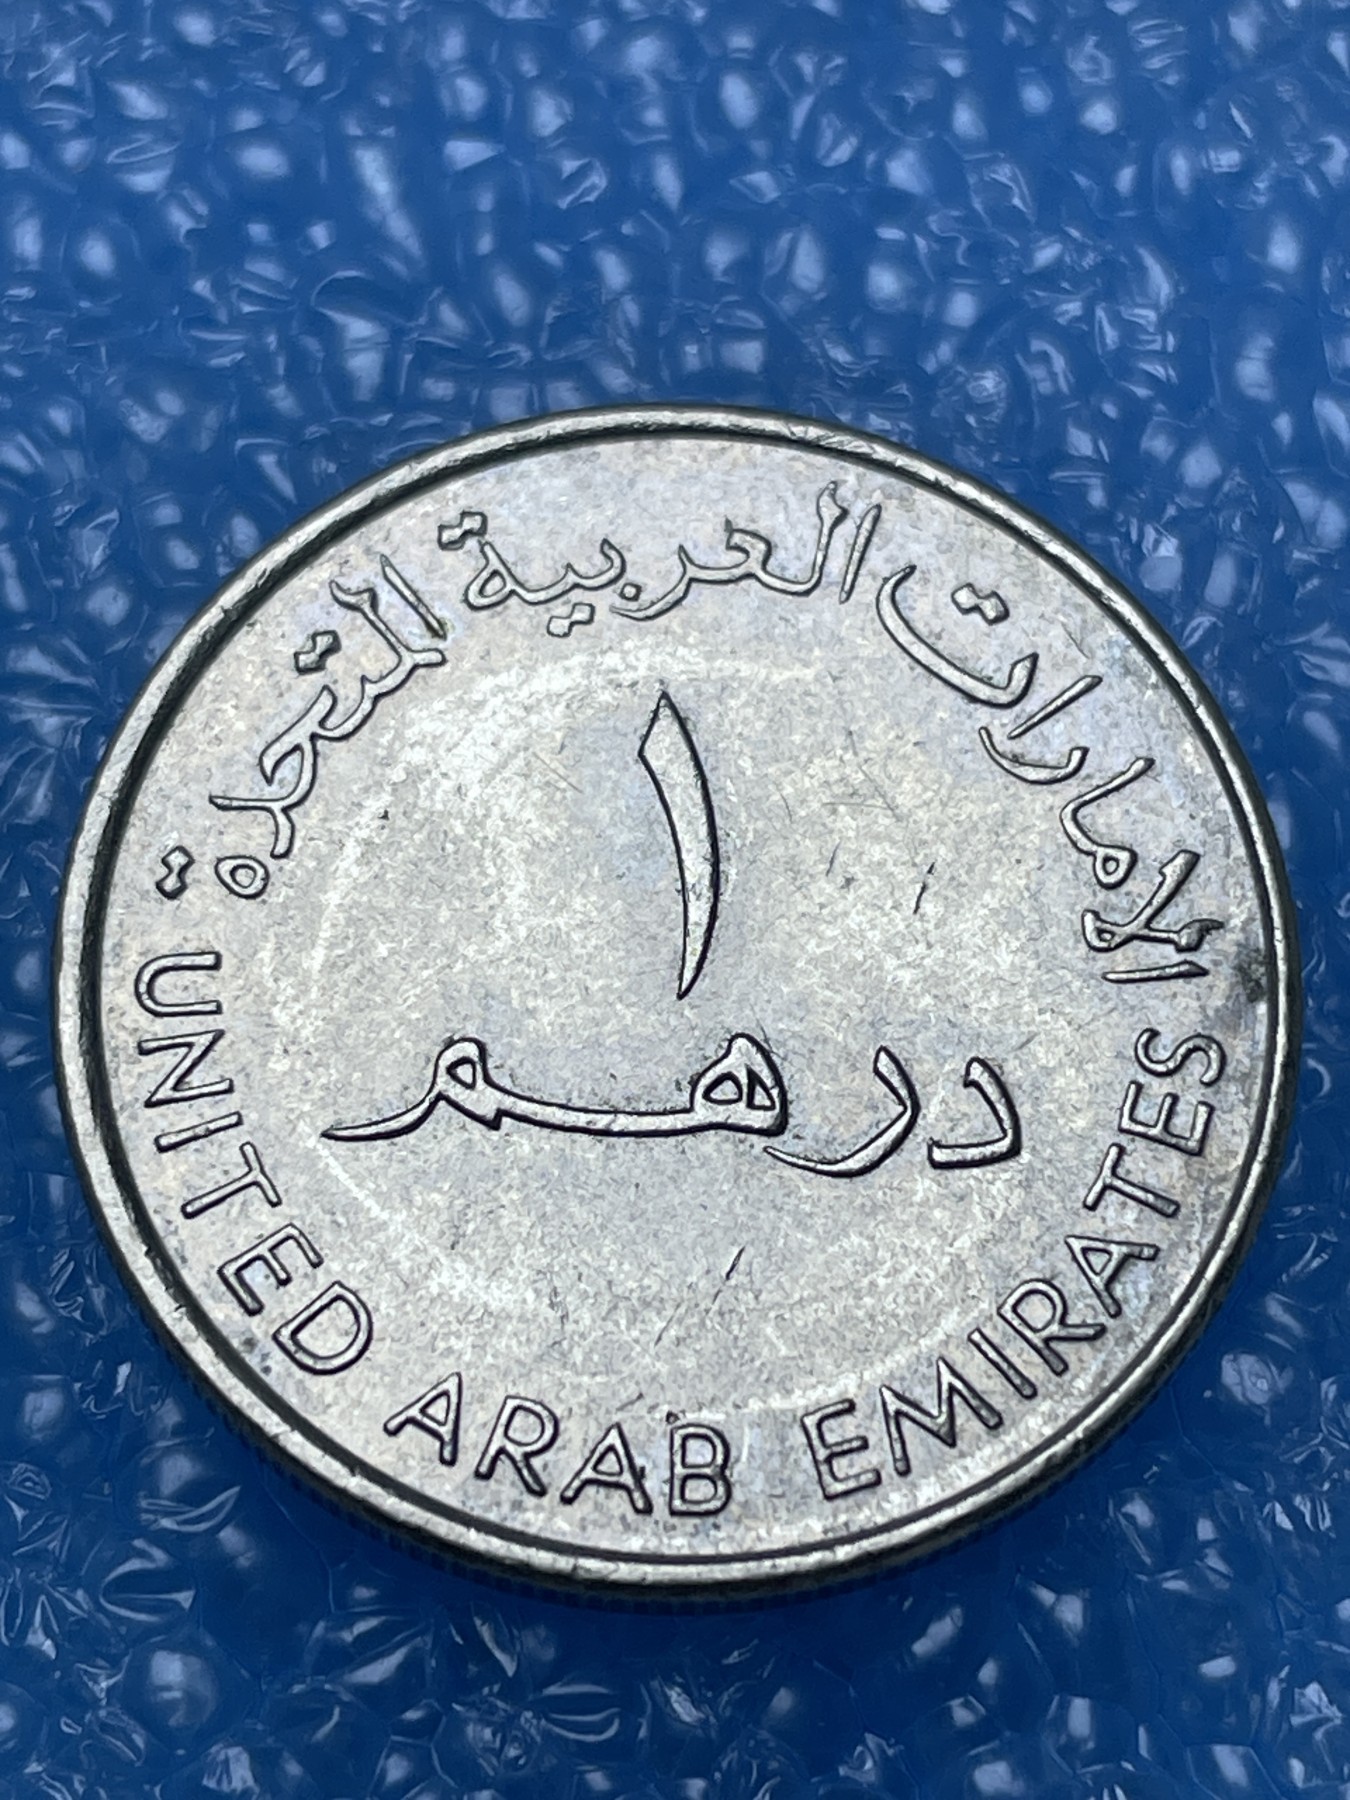 الإمارات العربية المتحدة
١
درهم
UNITED ARAB EMIRATES